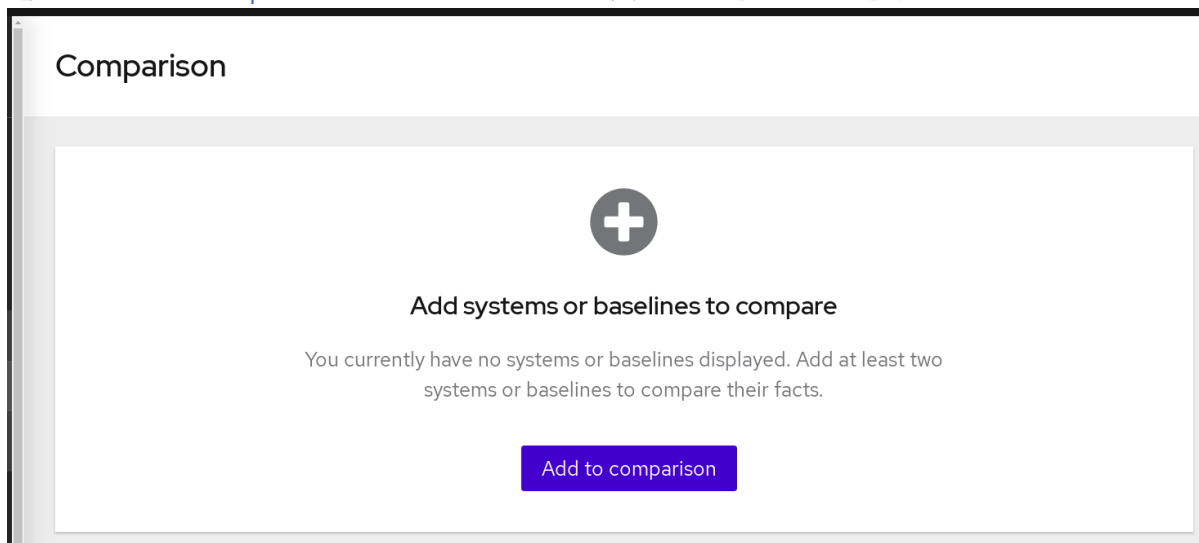 Comparison
Add systems or baselines to compare
You currently have no systems or baselines displayed. Add at least two
systems or baselines to compare their facts.
Add to comparison